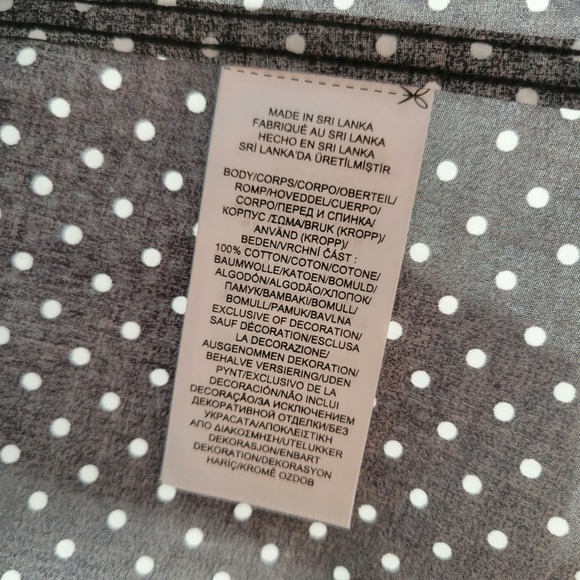 MADE IN SRI LANKA
FABRIQUÉ AU SRI LANKA
HECHO EN SRI LANKA
SRİ LANKA'DA ÜRETİLMİŞTİR
BODY/CORPS/CORPO/OBERTEIL/
ROMP/HOVEDDEL/CUERPO/
CORPO/ПЕРЕД И СПИНКА/
КОРПУС /ΣΩΜΑ/BRUK (KROPP)/
ANVÄND (KROPP)/
BEDEN/VRCHNÍ ČÁST :
100% COTTON/COTON/COTONE/
BAUMWOLLE/KATOEN/BOMULD/
ALGODÓN/ALGODÃO/ХЛОПОК/
ПАМУК/ΒΑΜΒΑΚΙ/BOMULL/
BOMULL/PAMUK/BAVLNA
EXCLUSIVE OF DECORATION/
SAUF DÉCORATION/ESCLUSA
LA DECORAZIONE/
AUSGENOMMEN DEKORATION/
BEHALVE VERSIERING/UDEN
PYNT/EXCLUSIVO DE LA
DECORACIÓN/NÃO INCLUI
DECORAÇÃO/ЗА ИСКЛЮЧЕНИЕМ
ДЕКОРАТИВНОЙ ОТДЕЛКИ/БЕЗ
УКРАСАТА/ΑΠΟΚΛΕΙΣΤΙΚΗ
ΑΠΟ ΔΙΑΚΟΣΜΗΣΗ/UTELUKKER
DEKORASJON/ENBART
DEKORATION/DEKORASYON
HARİÇ/KROMĚ OZDOB